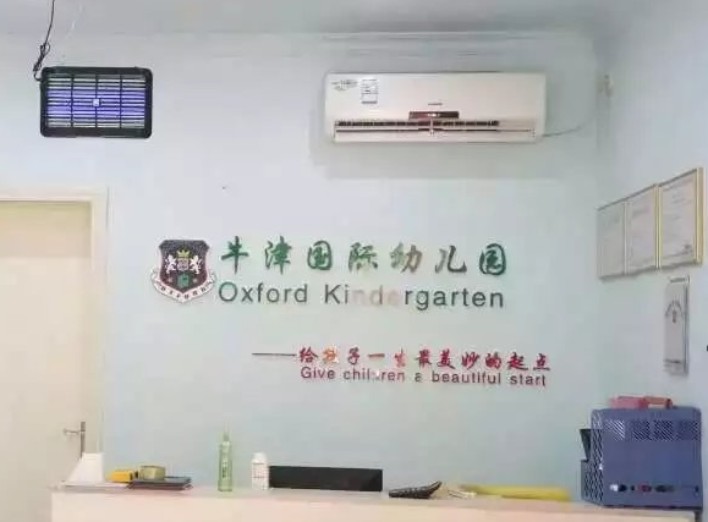 牛津国际幼儿园
Oxford Kindergarten
——给孩子一生最美妙的起点
Give children a beautiful start